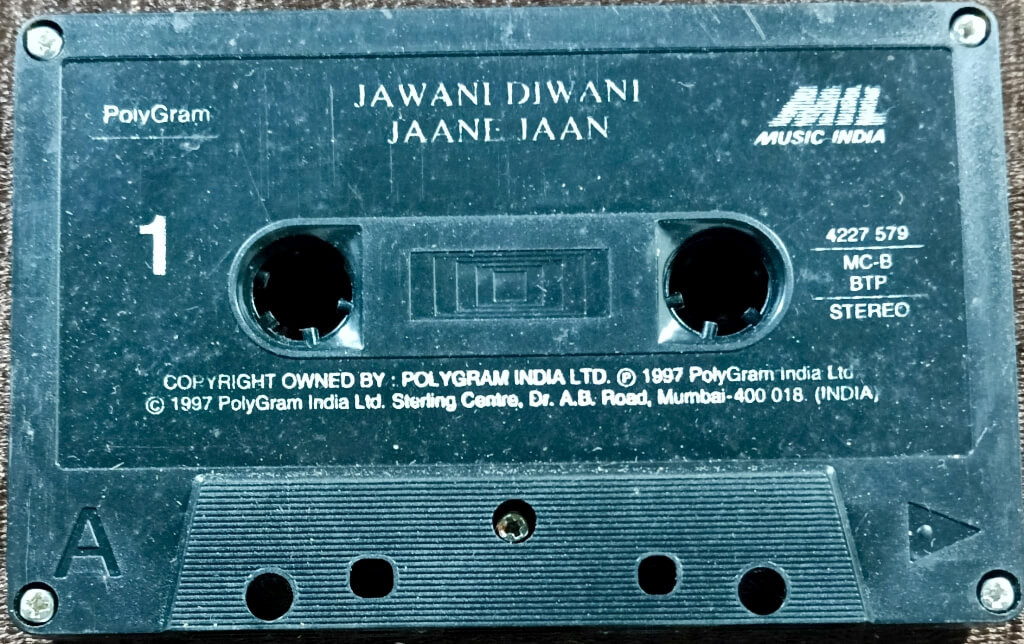 PolyGram
JAWANI DIWANI
JAANE JAAN
MIL
MUSIC INDIA
1
4227 579
MC-B
BTP
STEREO
COPYRIGHT OWNED BY : POLYGRAM INDIA LTD. ℗ 1997 PolyGram India Ltd.
© 1997 PolyGram India Ltd. Sterling Centre, Dr. A.B. Road, Mumbai-400 018. (INDIA)
A